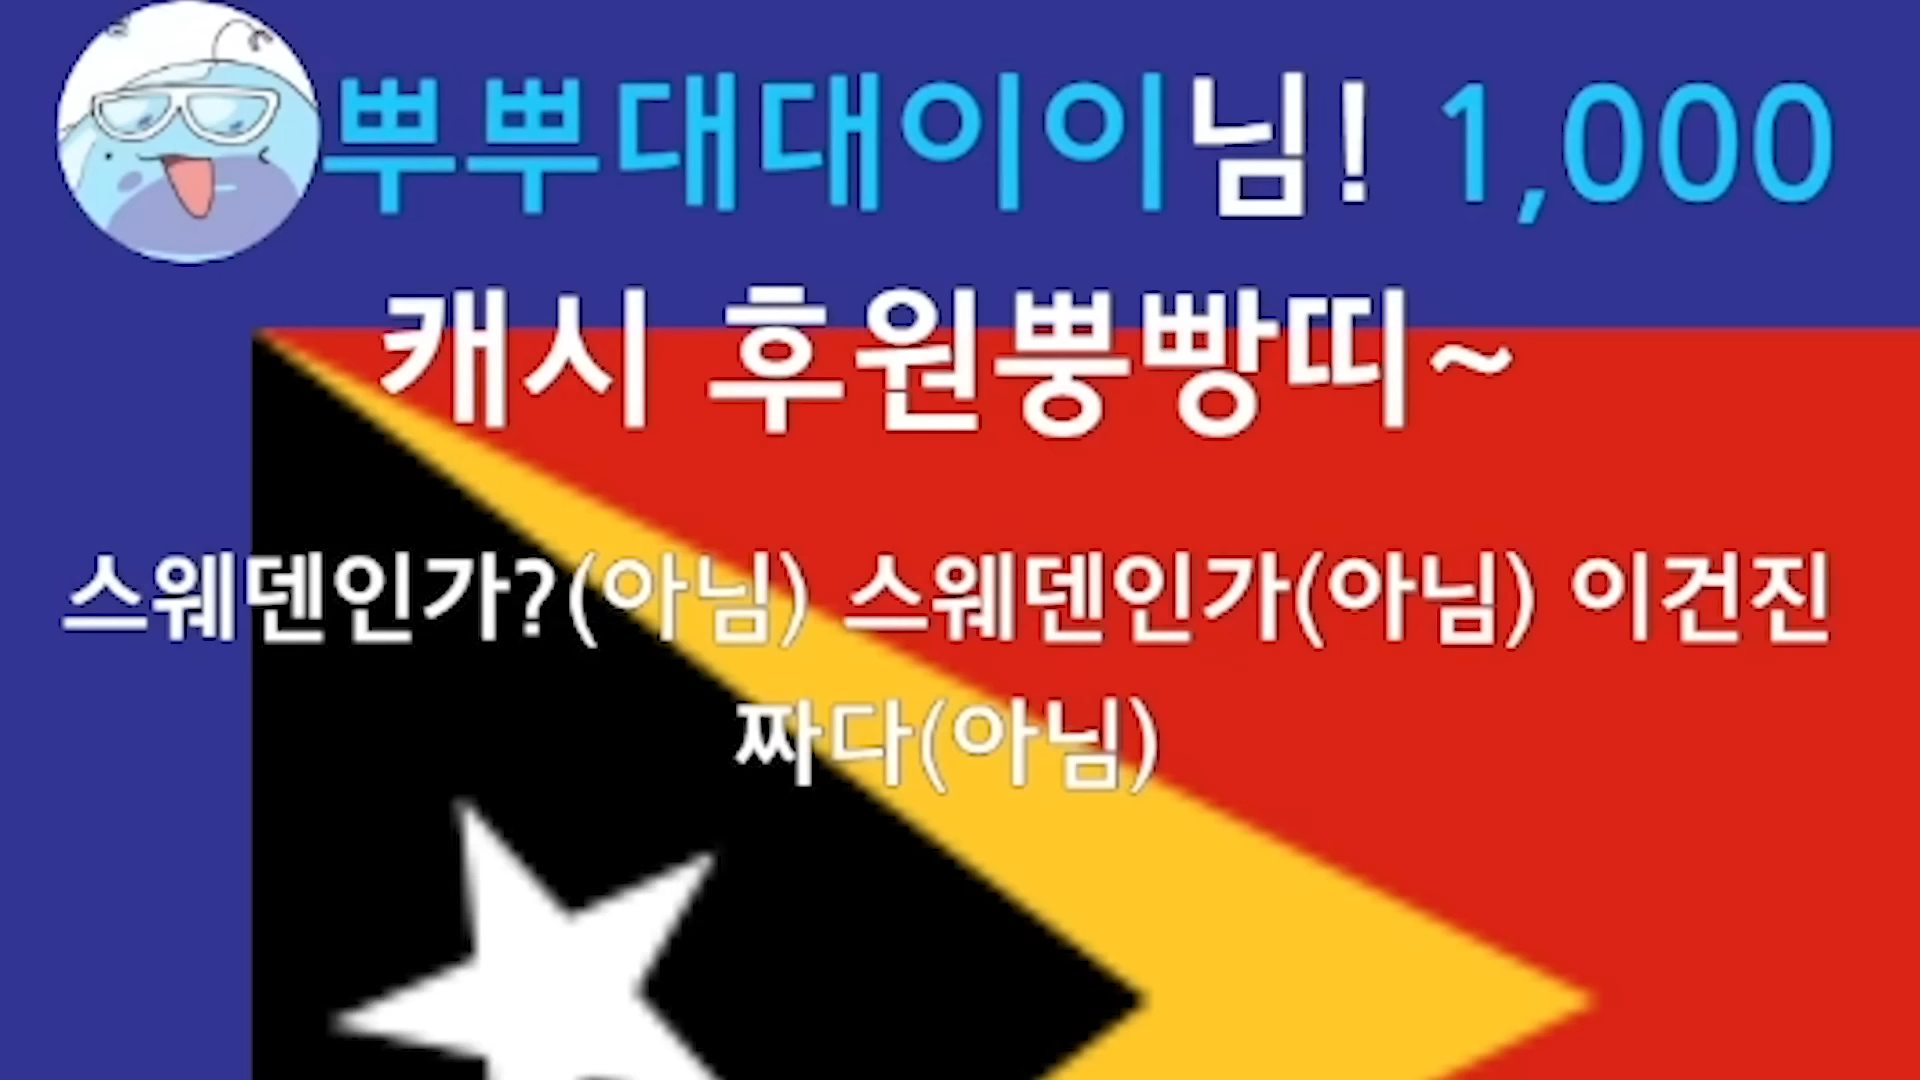 뿌뿌대대이이님! 1,000
캐시 후원뿡빵띠~
스웨덴인가?(아님) 스웨덴인가(아님) 이건진
짜다(아님)